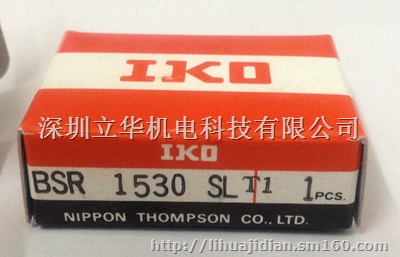 IKO
深圳立华机电科技有限公司
IKO
BSR 1530 SL T1 1 PCS.
NIPPON THOMPSON CO., LTD.
http://lihuajidian.sm160.com/